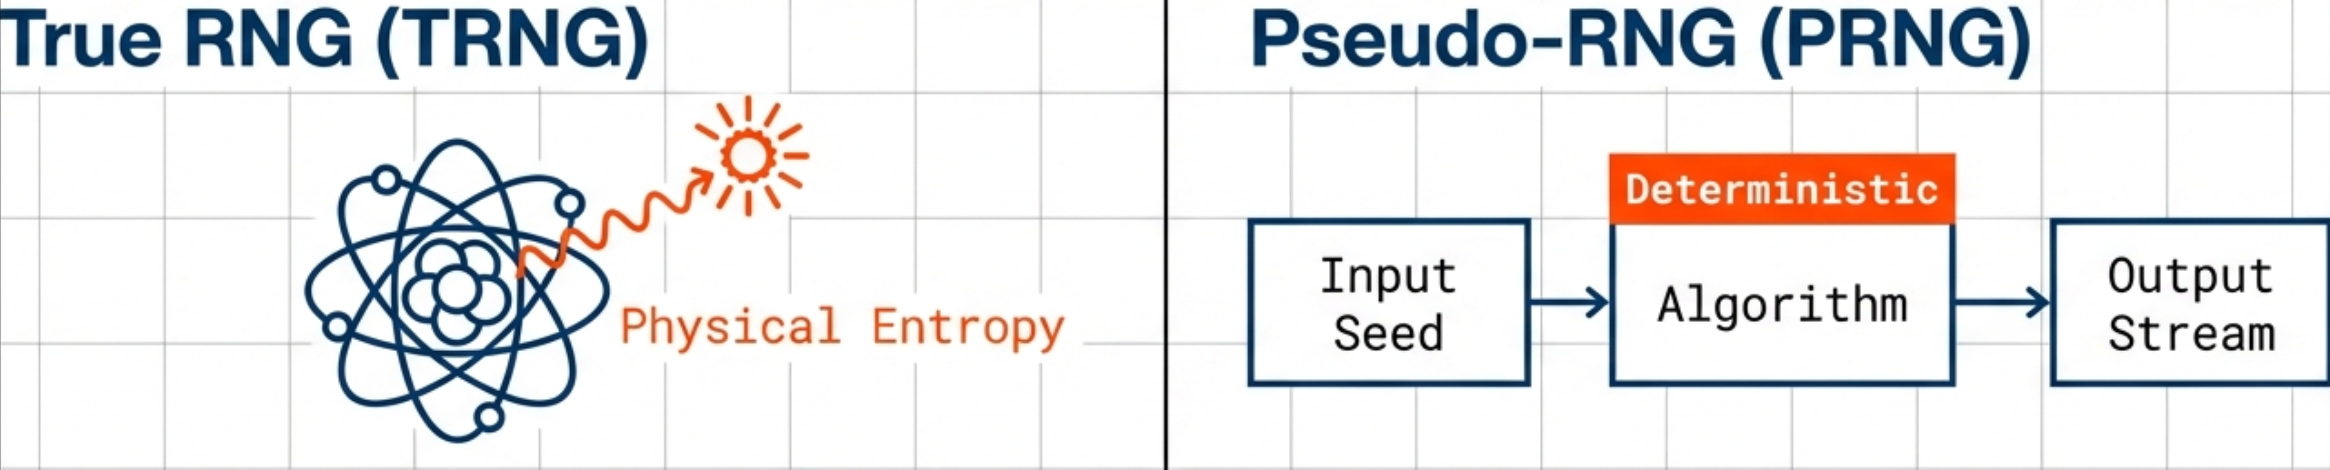 True RNG (TRNG)
Physical Entropy
Pseudo-RNG (PRNG)
Deterministic
Input
Seed
Algorithm
Output
Stream